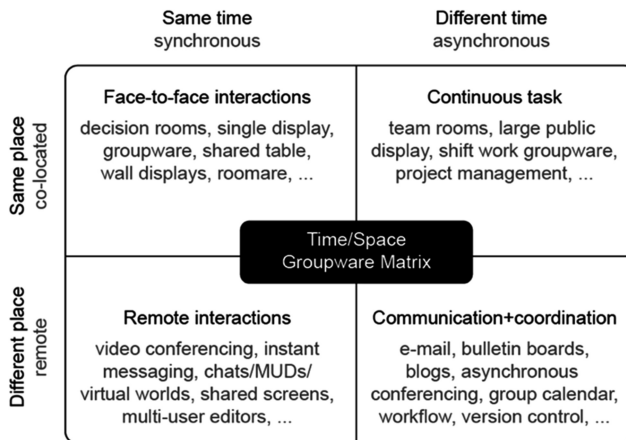 Same time
synchronous
Different time
asynchronous
Same place
co-located
Face-to-face interactions
decision rooms, single display,
groupware, shared table,
wall displays, roomare, ...
Continuous task
team rooms, large public
display, shift work groupware,
project management, ...
Time/Space
Groupware Matrix
Different place
remote
Remote interactions
video conferencing, instant
messaging, chats/MUDs/
virtual worlds, shared screens,
multi-user editors, ...
Communication+coordination
e-mail, bulletin boards,
blogs, asynchronous
conferencing, group calendar,
workflow, version control, ...